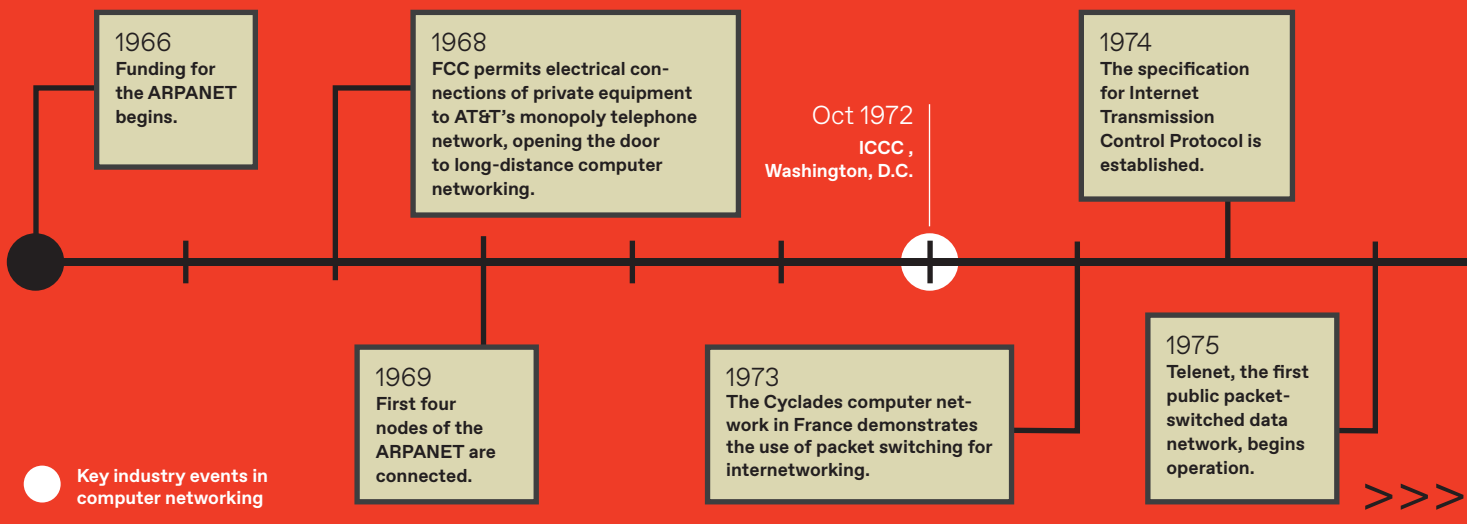 1966
Funding for
the ARPANET
begins.
1968
FCC permits electrical con-
nections of private equipment
to AT&T’s monopoly telephone
network, opening the door
to long-distance computer
networking.
Oct 1972
ICCC ,
Washington, D.C.
1974
The specification
for Internet
Transmission
Control Protocol is
established.
1969
First four
nodes of the
ARPANET are
connected.
1973
The Cyclades computer net-
work in France demonstrates
the use of packet switching for
internetworking.
1975
Telenet, the first
public packet-
switched data
network, begins
operation.
Key industry events in
computer networking
>>>